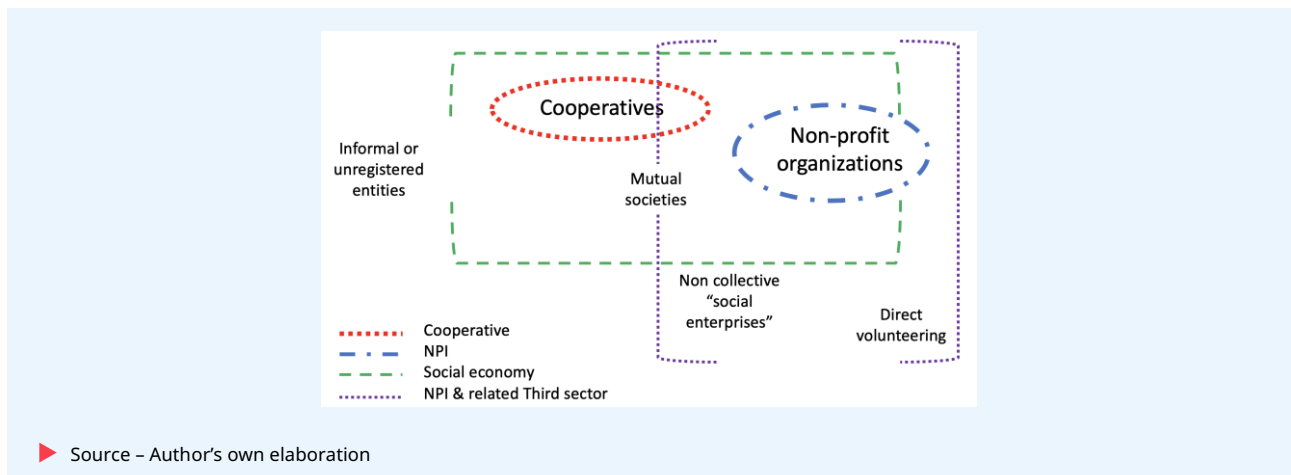 Cooperatives
Non-profit
organizations
Informal or
unregistered
entities
Mutual
societies
Non collective
“social
enterprises”
Direct
volunteering
Cooperative
NPI
Social economy
NPI & related Third sector
Source – Author’s own elaboration